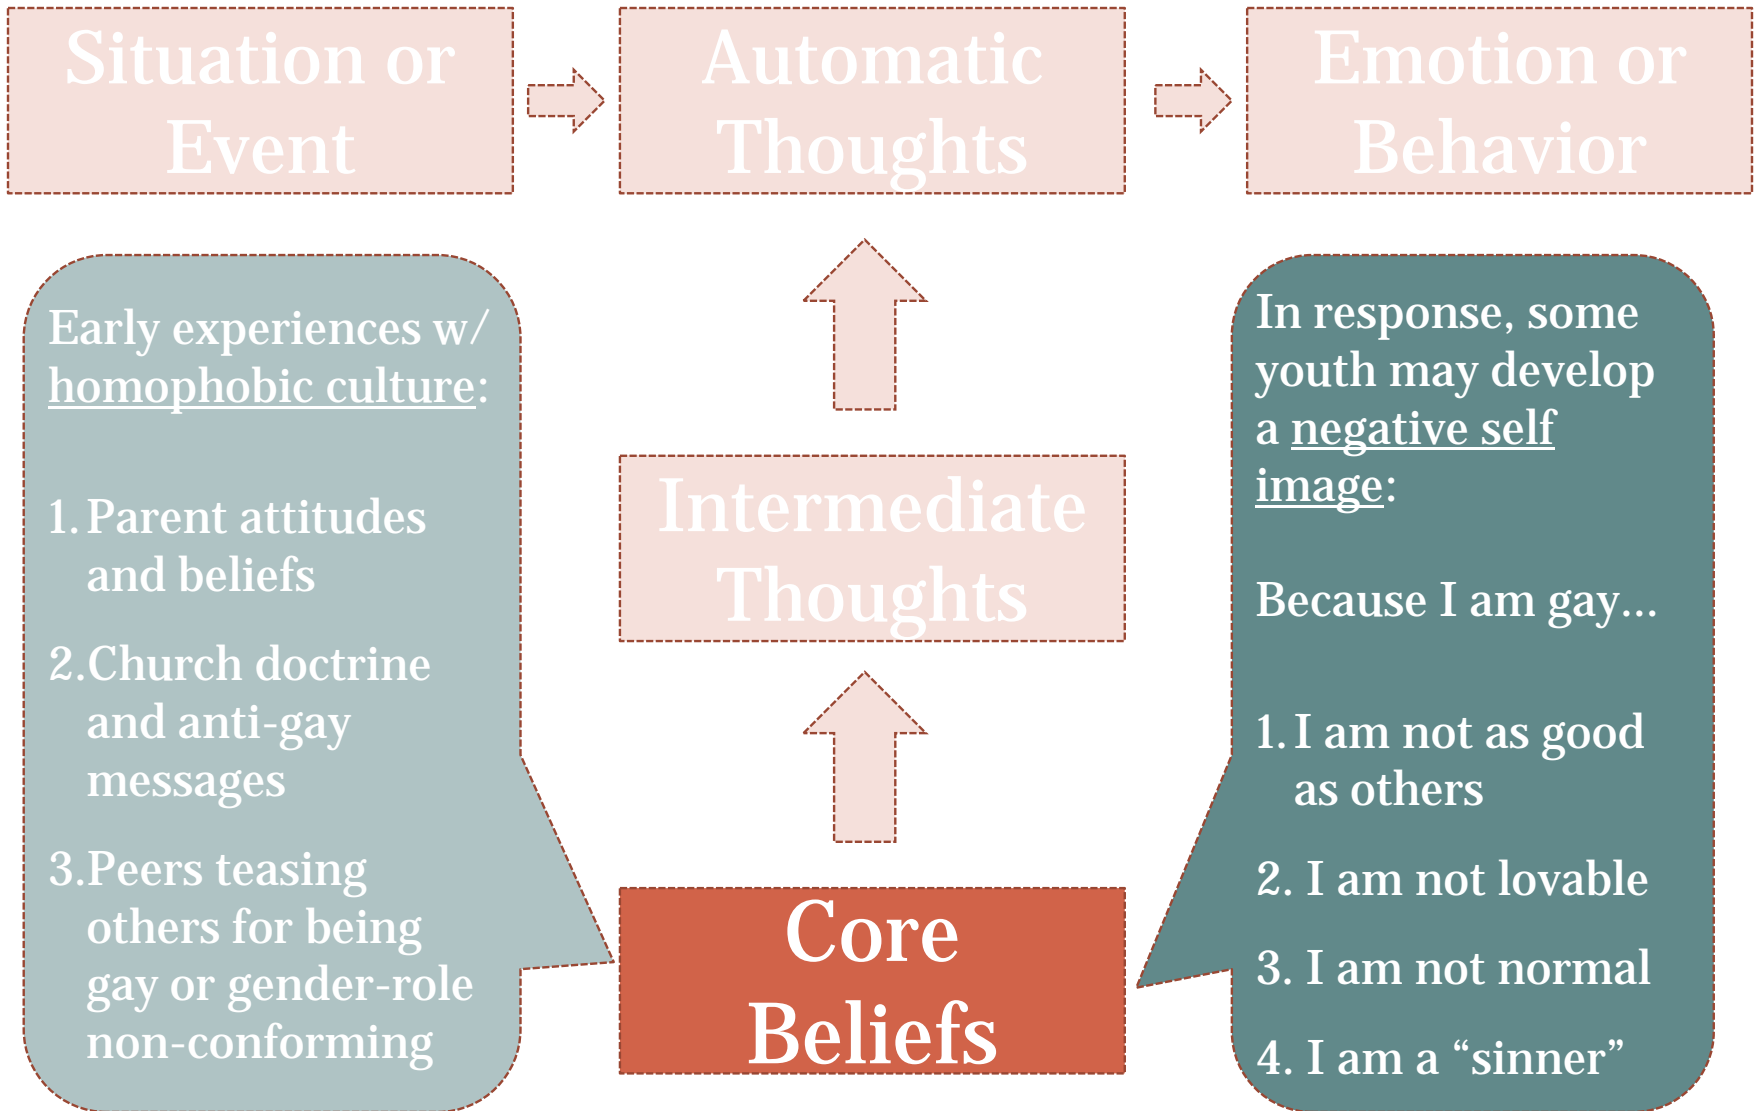 Situation or
Event
Automatic
Thoughts
Emotion or
Behavior
Early experiences w/
homophobic culture:
1. Parent attitudes
and beliefs
2.Church doctrine
and anti-gay
messages
3.Peers teasing
others for being
gay or gender-role
non-conforming
Intermediate
Thoughts
Core
Beliefs
In response, some
youth may develop
a negative self
image:
Because I am gay…
1. I am not as good
as others
2. I am not lovable
3. I am not normal
4. I am a “sinner”